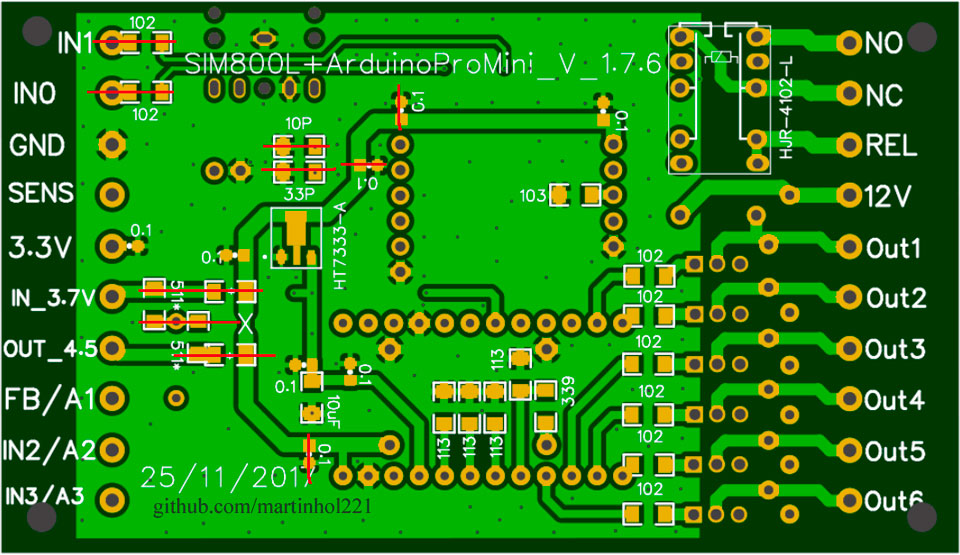 102
IN1
NO
SIM800L+ArduinoProMini_V_1.7.6
IN0
102
NC
0.1
10P
0.1
HJR-4102-L
GND
REL
0.1
SENS
33P
103
12V
3.3V
0.1
0.1
HT7333-A
Out1
102
IN_3.7V
511*
Out2
102
X
OUT_4.5
511*
Out3
102
113
0.1
0.1
FB/A1
10uF
339
102
Out4
113
113
113
IN2/A2
0.1
102
Out5
25/11/2017
IN3/A3
github.com/martinhol221
102
Out6